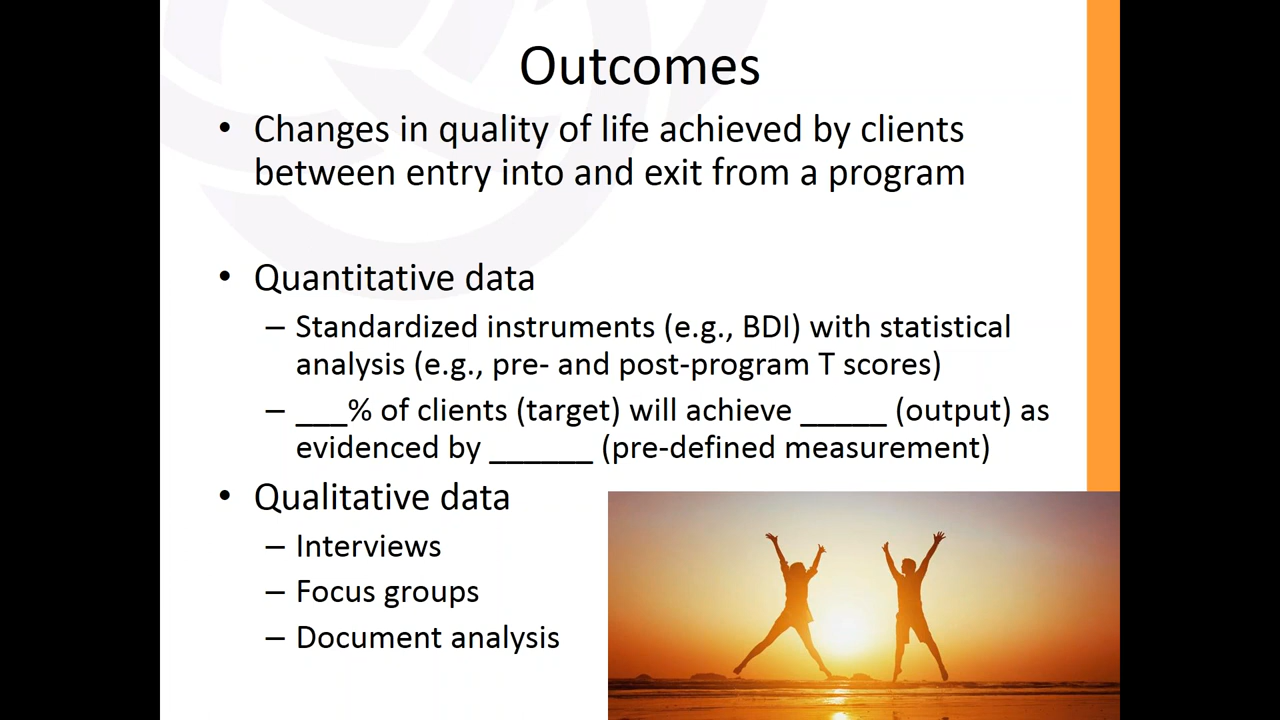 Outcomes
• Changes in quality of life achieved by clients
between entry into and exit from a program
• Quantitative data
– Standardized instruments (e.g., BDI) with statistical
analysis (e.g., pre- and post-program T scores)
– ___% of clients (target) will achieve _____ (output) as
evidenced by ______ (pre-defined measurement)
• Qualitative data
– Interviews
– Focus groups
– Document analysis